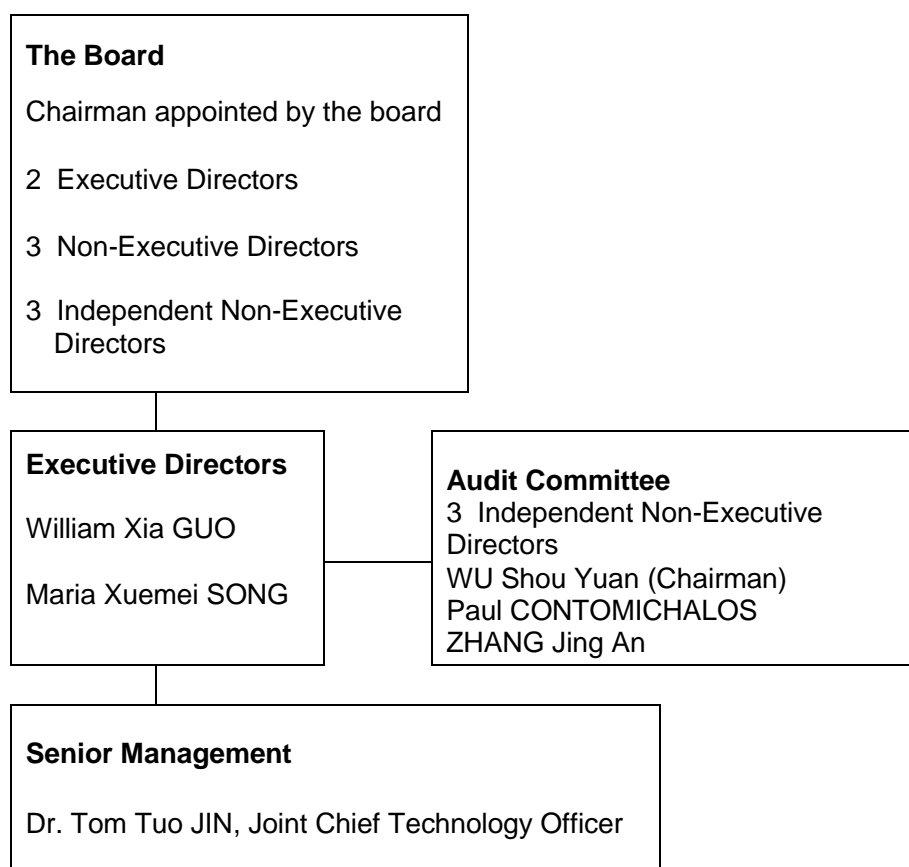 The Board
Chairman appointed by the board
2 Executive Directors
3 Non-Executive Directors
3 Independent Non-Executive
Directors
Executive Directors
William Xia GUO
Maria Xuemei SONG
Audit Committee
3 Independent Non-Executive
Directors
WU Shou Yuan (Chairman)
Paul CONTOMICHALOS
ZHANG Jing An
Senior Management
Dr. Tom Tuo JIN, Joint Chief Technology Officer